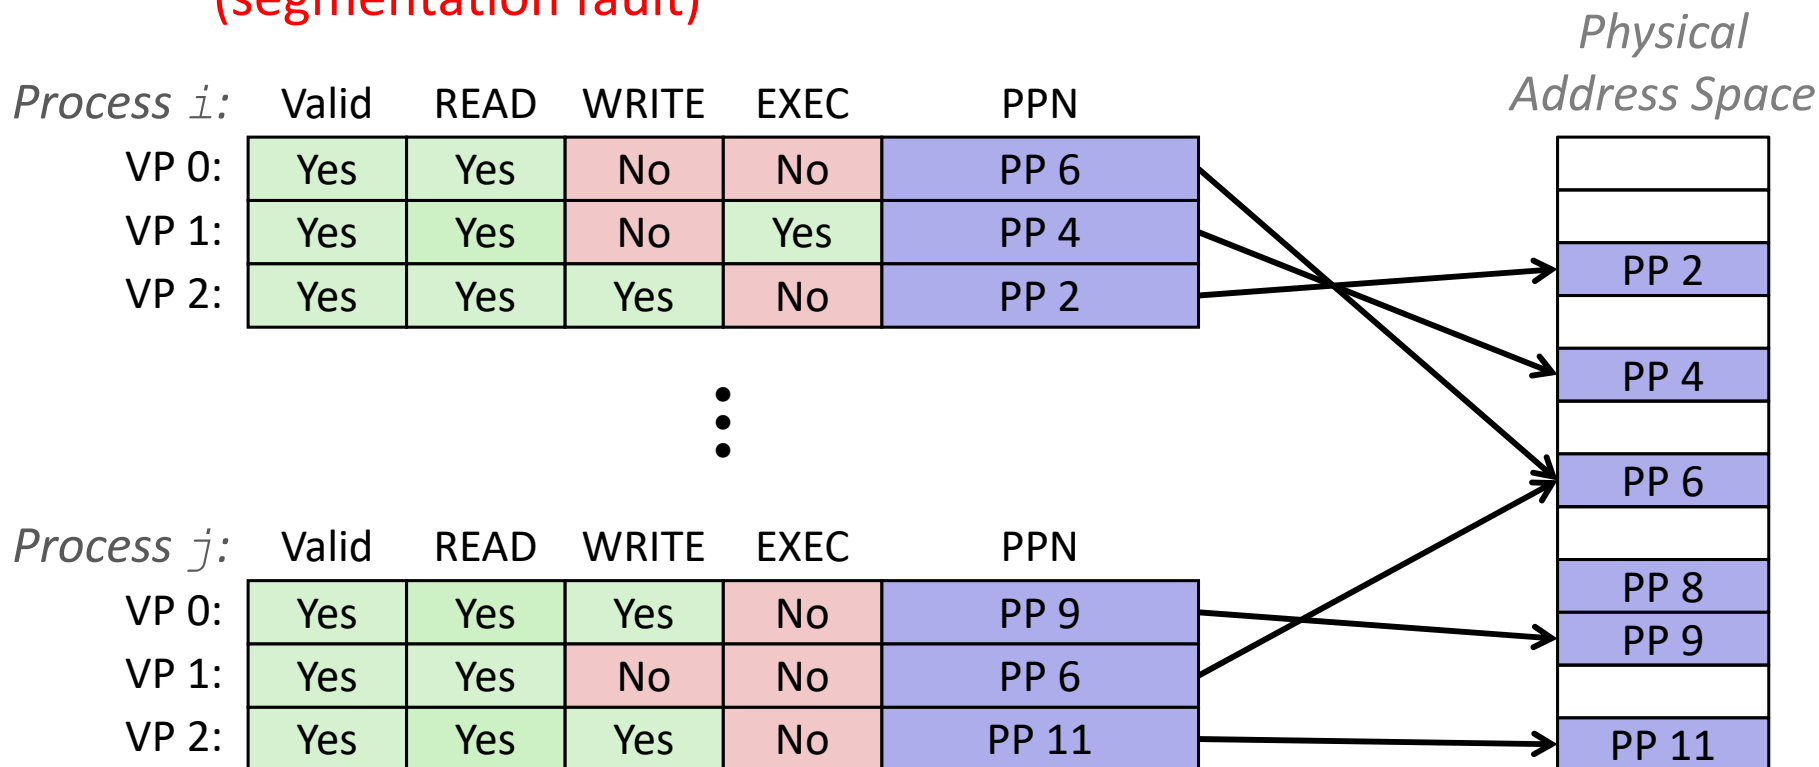 (segmentation fault)
Physical
Address Space
Process i: Valid READ WRITE EXEC PPN
VP 0: Yes Yes No No PP 6
VP 1: Yes Yes No Yes PP 4
VP 2: Yes Yes Yes No PP 2
PP 2
PP 4
PP 6
Process j: Valid READ WRITE EXEC PPN
VP 0: Yes Yes Yes No PP 9
VP 1: Yes Yes No No PP 6
VP 2: Yes Yes Yes No PP 11
PP 8
PP 9
PP 11